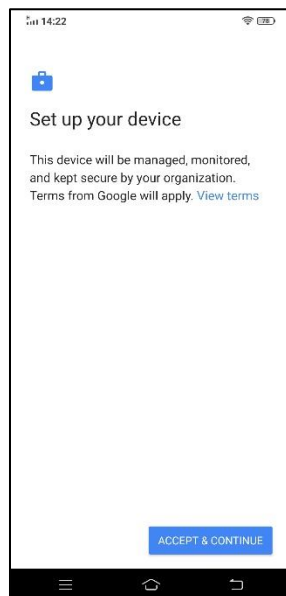 14:22
Set up your device
This device will be managed, monitored,
and kept secure by your organization.
Terms from Google will apply. View terms
ACCEPT & CONTINUE